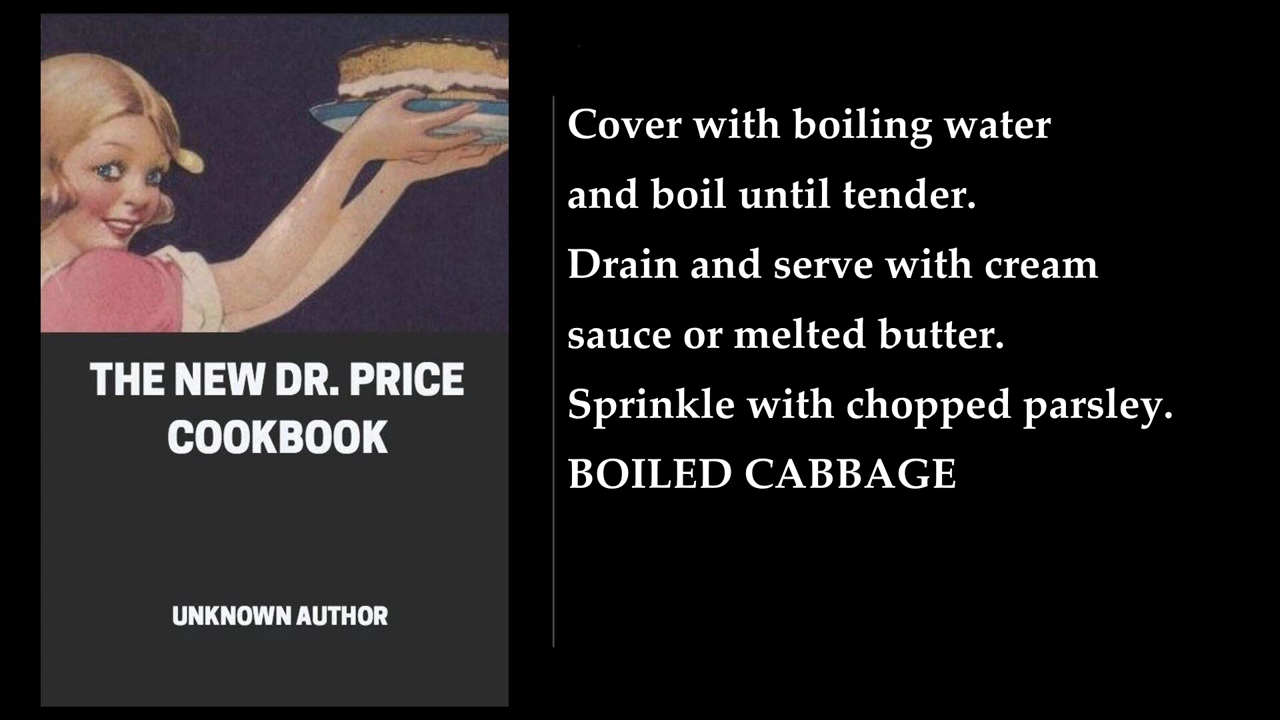 THE NEW DR. PRICE
COOKBOOK
UNKNOWN AUTHOR
Cover with boiling water
and boil until tender.
Drain and serve with cream
sauce or melted butter.
Sprinkle with chopped parsley.
BOILED CABBAGE